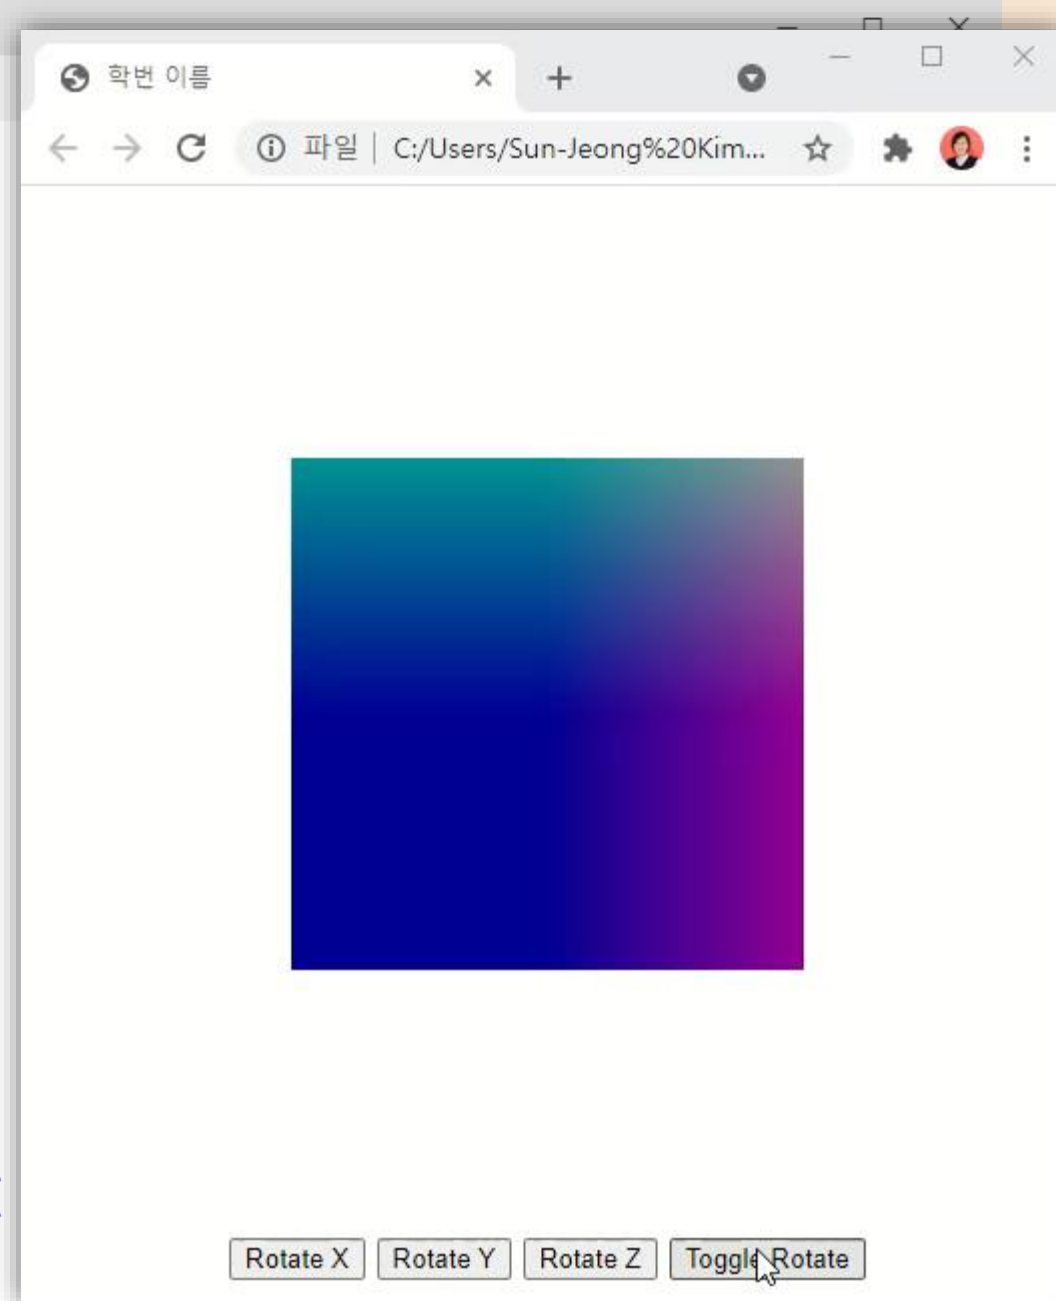 학번 이름
파일 | C:/Users/Sun-Jeong%20Kim...
Rotate X Rotate Y Rotate Z Toggle Rotate